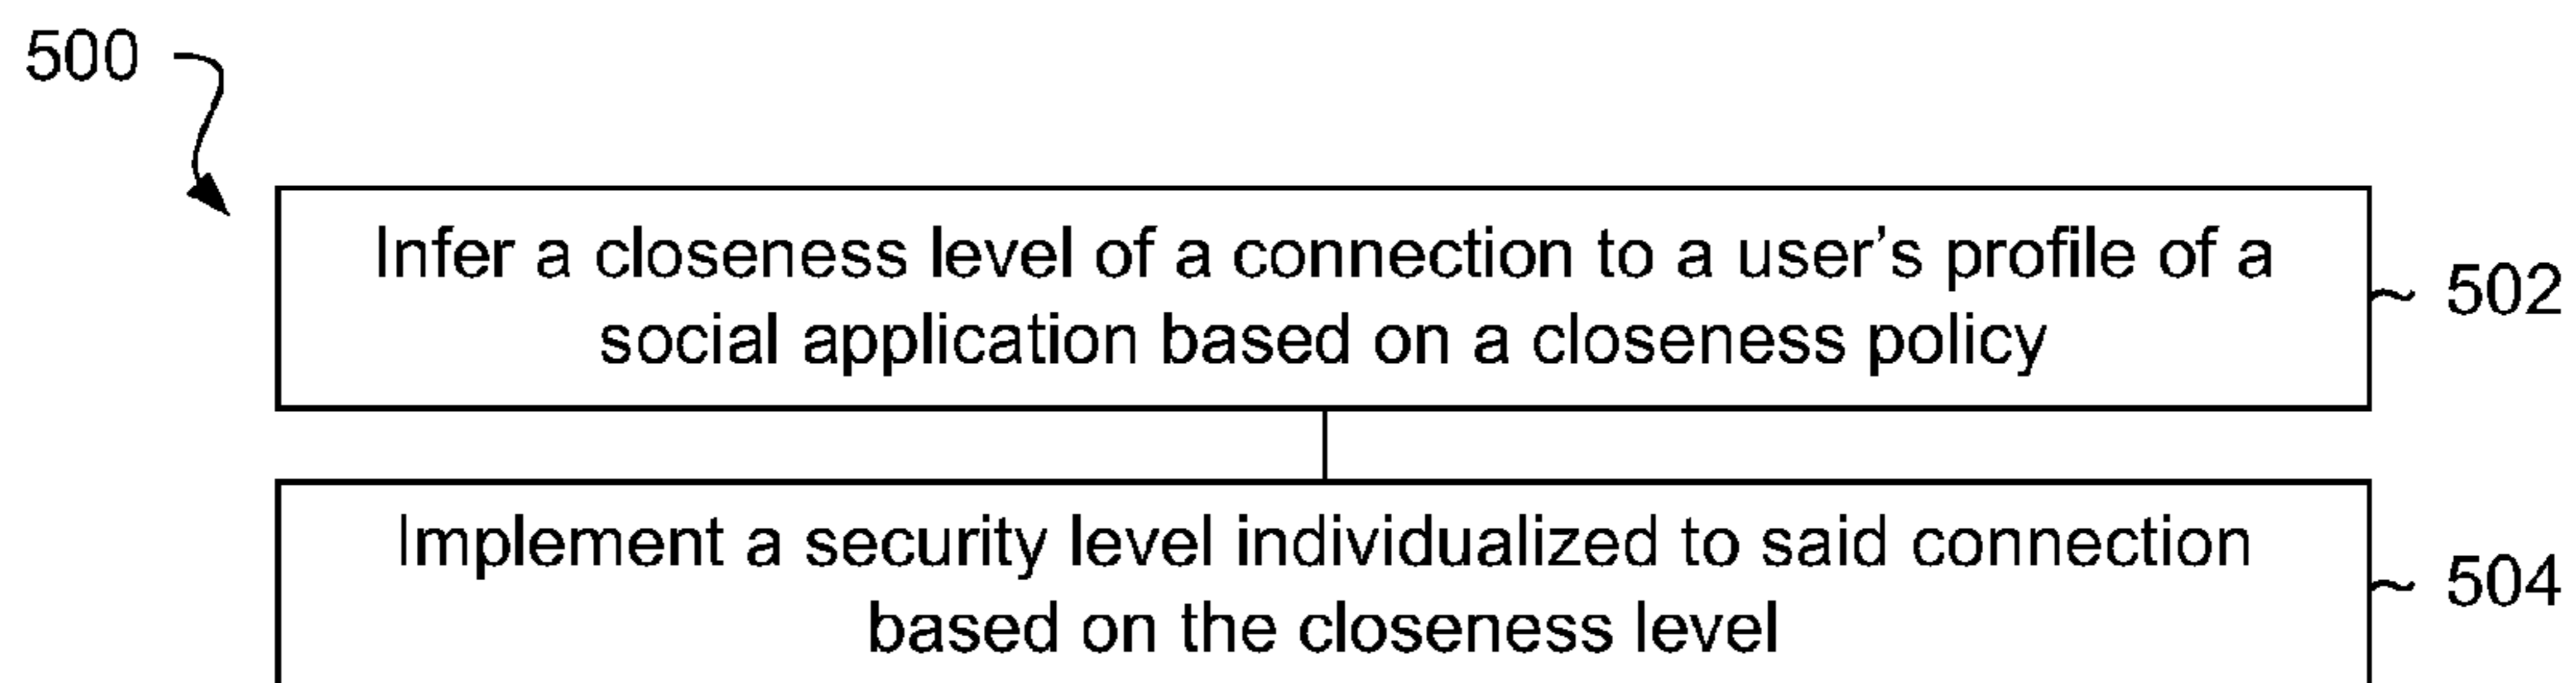 500
Infer a closeness level of a connection to a user’s profile of a
social application based on a closeness policy
502
Implement a security level individualized to said connection
based on the closeness level
504